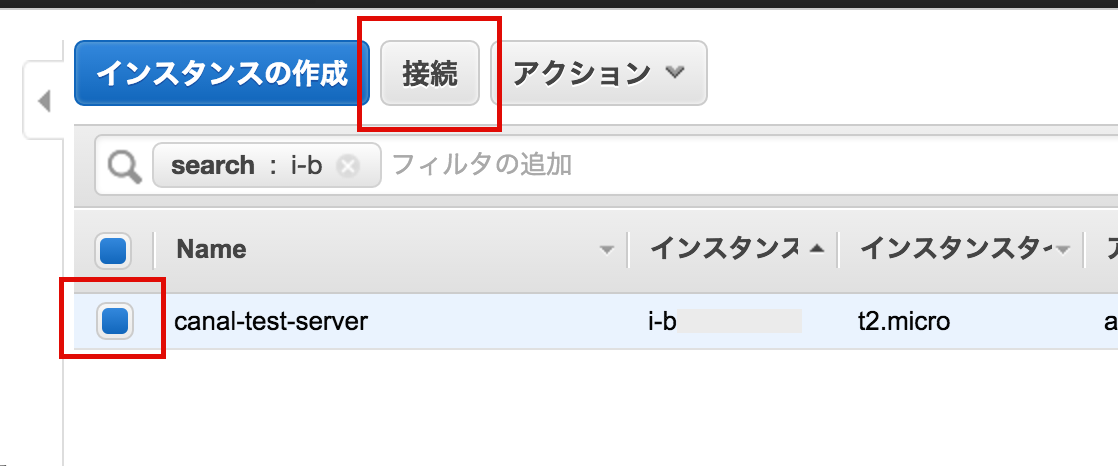 インスタンスの作成 接続 アクション
search : i-b フィルタの追加
Name インスタンス インスタンスタイ
canal-test-server i-b t2.micro a